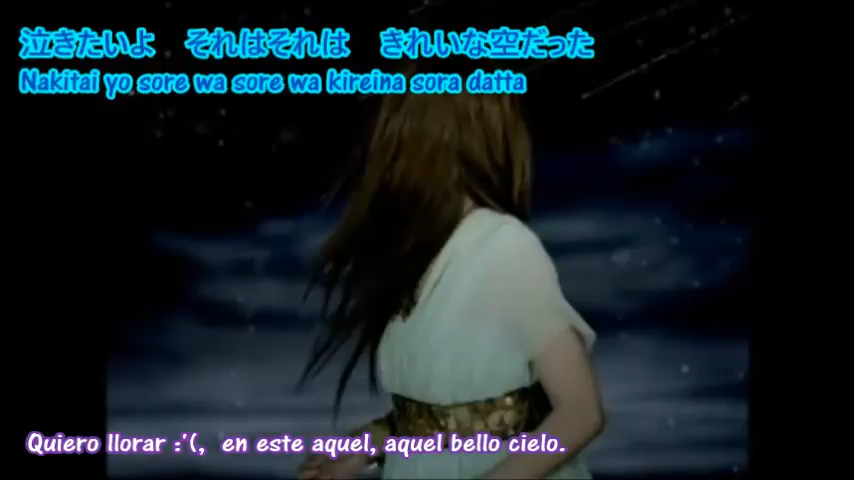 泣きたいよ　それはそれは　きれいな空だった
Nakitai yo sore wa sore wa kireina sora datta
Quiero llorar :'(,  en este aquel, aquel bello cielo.